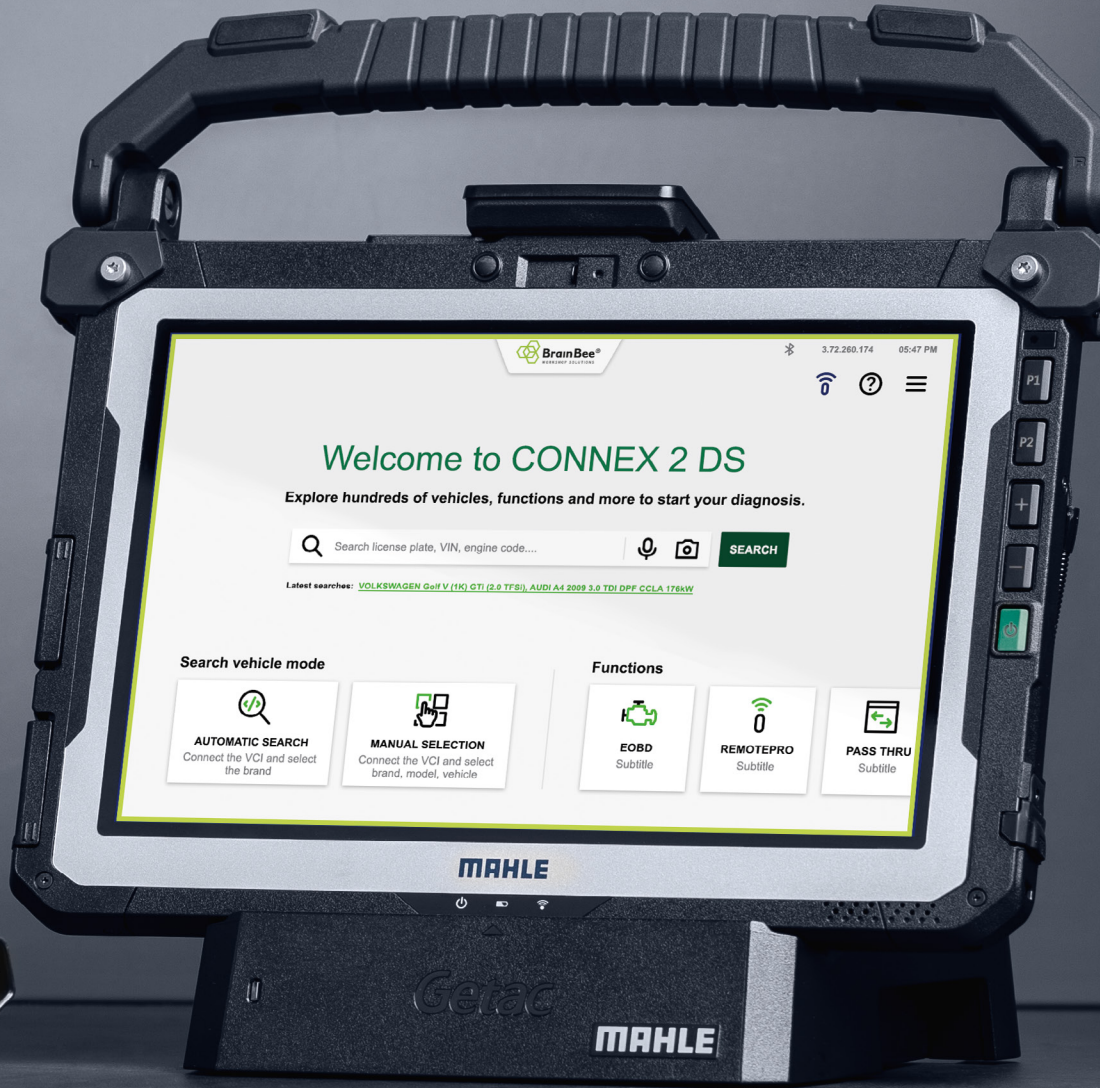 BrainBee®
WORKSHOP SOLUTIONS
3.72.260.174 05:47 PM
Welcome to CONNEX 2 DS
Explore hundreds of vehicles, functions and more to start your diagnosis.
Search license plate, VIN, engine code....
SEARCH
Latest searches: VOLKSWAGEN Golf V (1K) GTi (2.0 TFSi), AUDI A4 2009 3.0 TDI DPF CCLA 176kW
Search vehicle mode
AUTOMATIC SEARCH
Connect the VCI and select
the brand
MANUAL SELECTION
Connect the VCI and select
brand, model, vehicle
Functions
EOBD
Subtitle
REMOTEPRO
Subtitle
PASS THRU
Subtitle
P1
P2
+
−
MAHLE
Getac
MAHLE